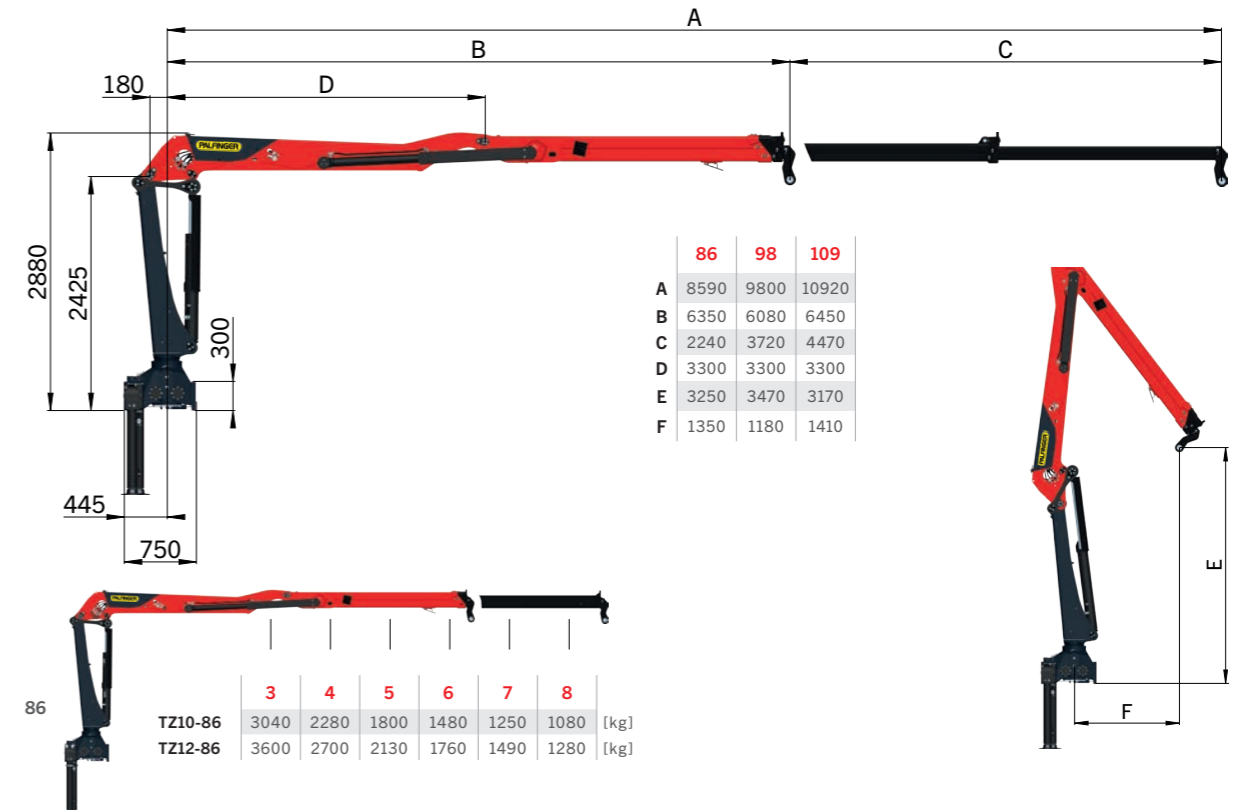 A
B
C
180
D
PALFINGER
2880
2425
300
445
750
86 98 109
A 8590 9800 10920
B 6350 6080 6450
C 2240 3720 4470
D 3300 3300 3300
E 3250 3470 3170
F 1350 1180 1410
PALFINGER
E
F
PALFINGER
86
3 4 5 6 7 8
TZ10-86 3040 2280 1800 1480 1250 1080 [kg]
TZ12-86 3600 2700 2130 1760 1490 1280 [kg]